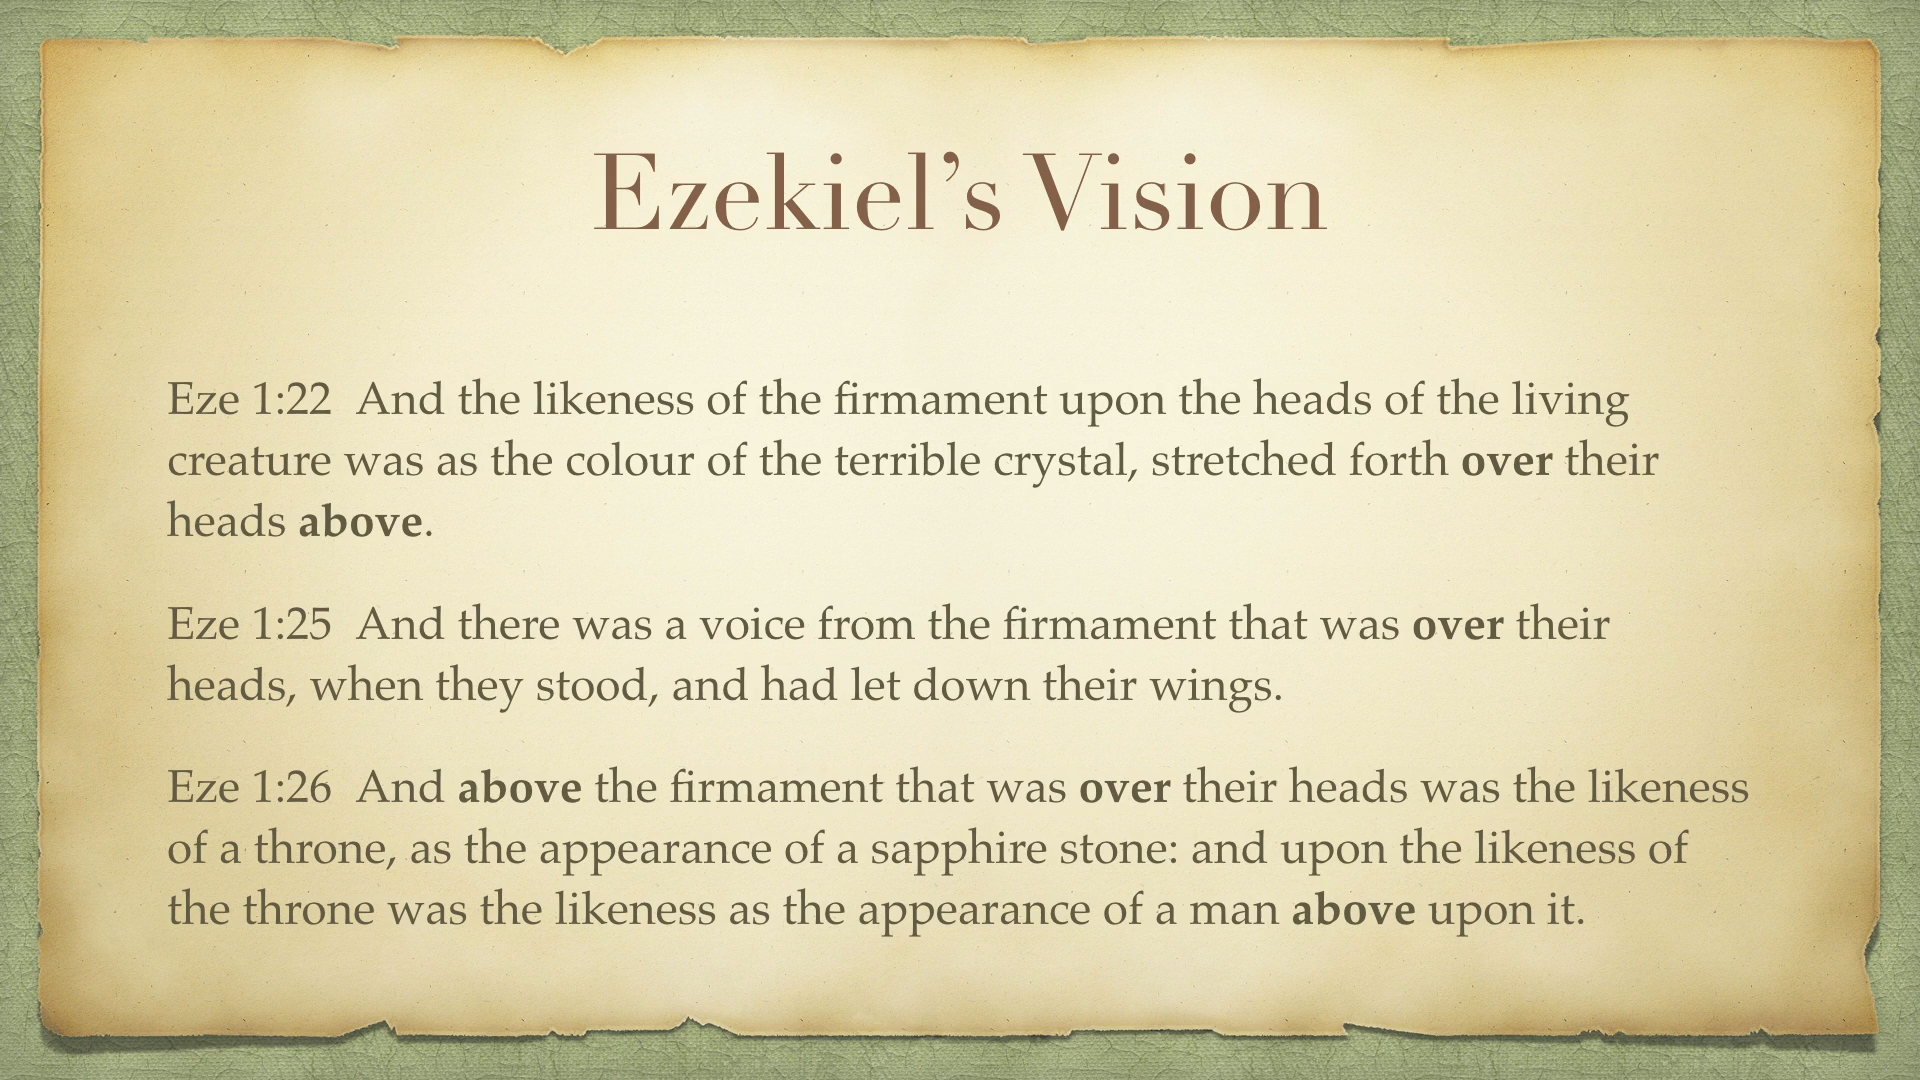 Ezekiel’s Vision
Eze 1:22  And the likeness of the firmament upon the heads of the living
creature was as the colour of the terrible crystal, stretched forth over their
heads above.
Eze 1:25  And there was a voice from the firmament that was over their
heads, when they stood, and had let down their wings.
Eze 1:26  And above the firmament that was over their heads was the likeness
of a throne, as the appearance of a sapphire stone: and upon the likeness of
the throne was the likeness as the appearance of a man above upon it.